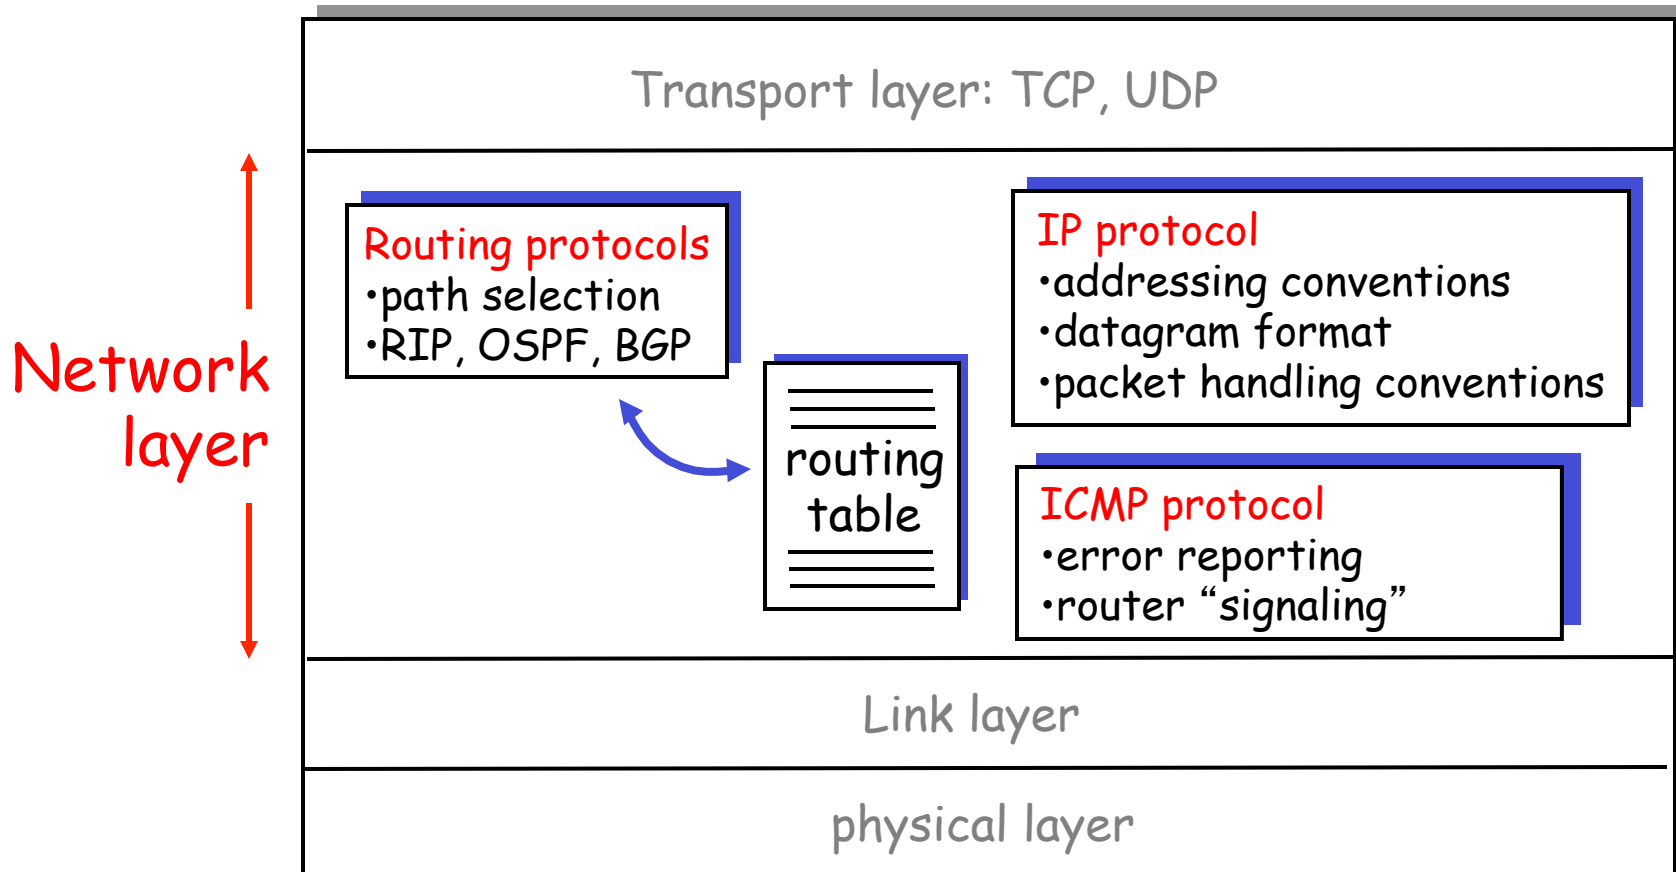 Transport layer: TCP, UDP
Network
layer
Routing protocols
•path selection
•RIP, OSPF, BGP
routing
table
IP protocol
•addressing conventions
•datagram format
•packet handling conventions
ICMP protocol
•error reporting
•router “signaling”
Link layer
physical layer